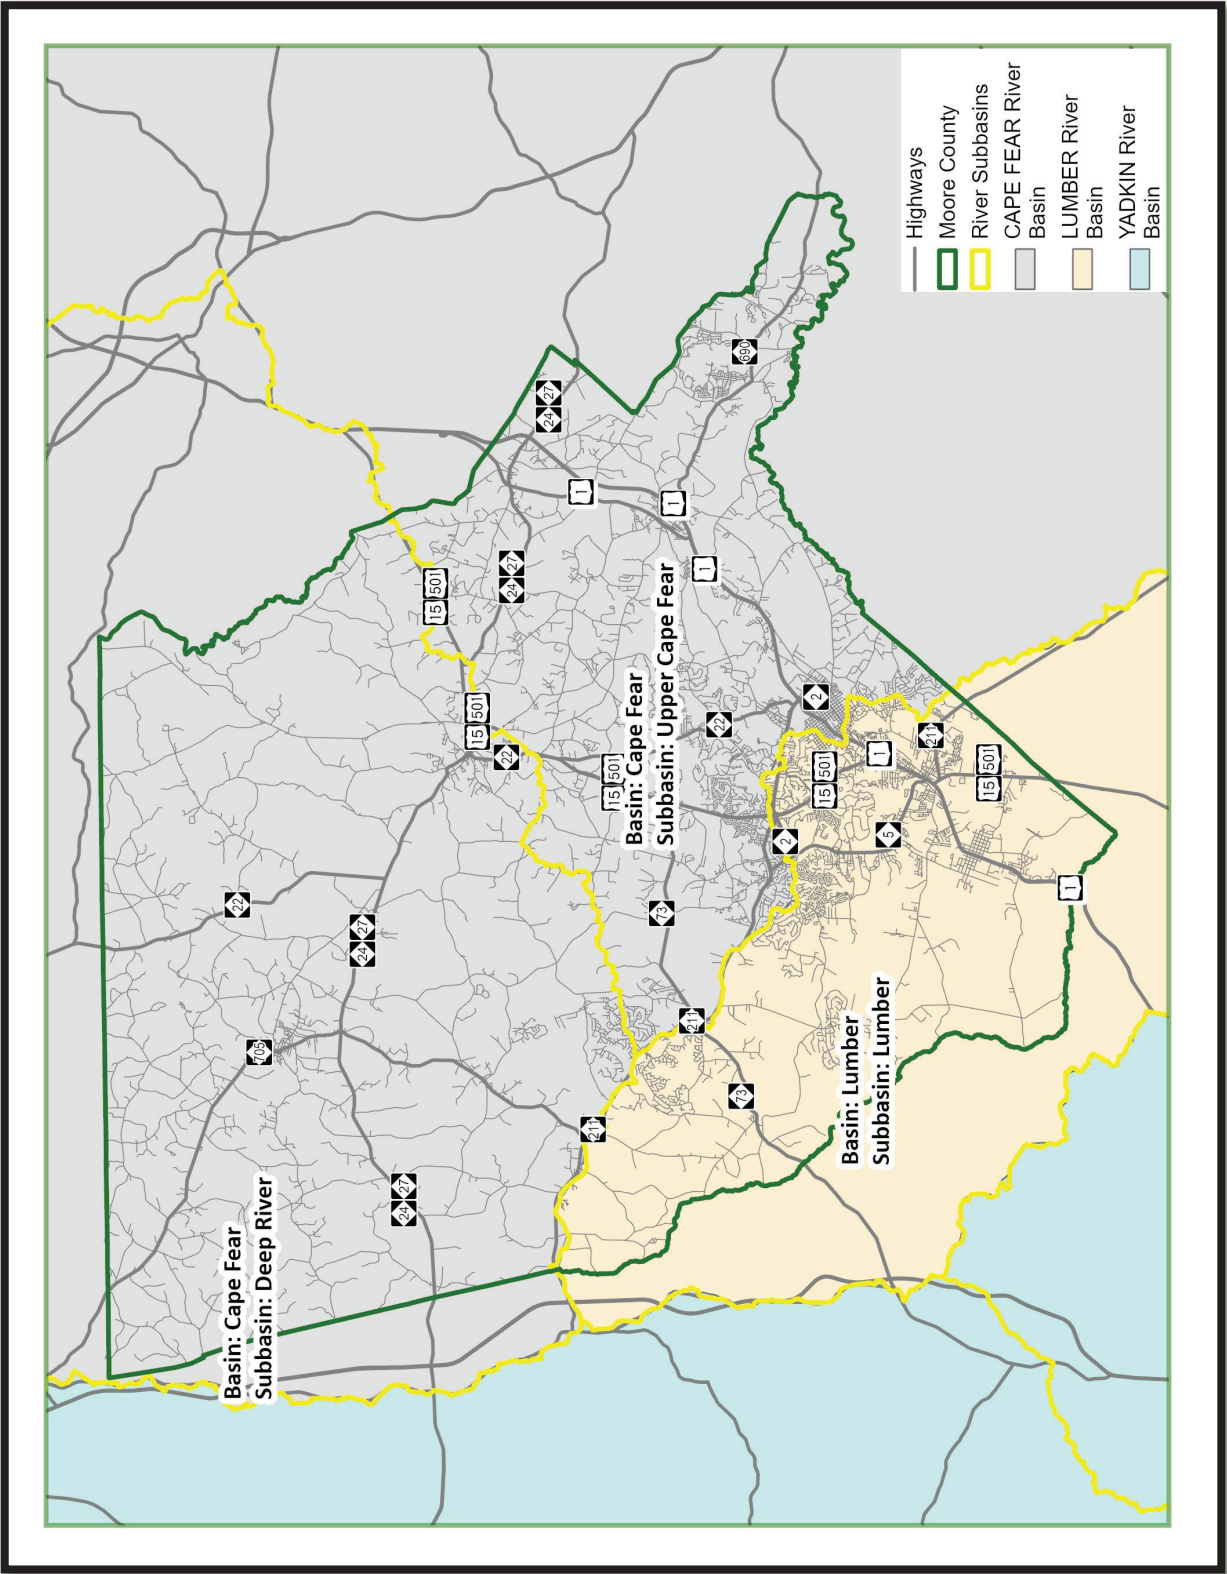 Basin: Cape Fear
Subbasin: Deep River
22
705
24 27
24 27
15 501
15 501
22
24 27
24 27
1
211
15 501
Basin: Cape Fear
Subbasin: Upper Cape Fear
73
1
211
1
22
73
690
2
2
15 501
Basin: Lumber
Subbasin: Lumber
1
5
211
15 501
1
Highways
Moore County
River Subbasins
CAPE FEAR River
Basin
LUMBER River
Basin
YADKIN River
Basin